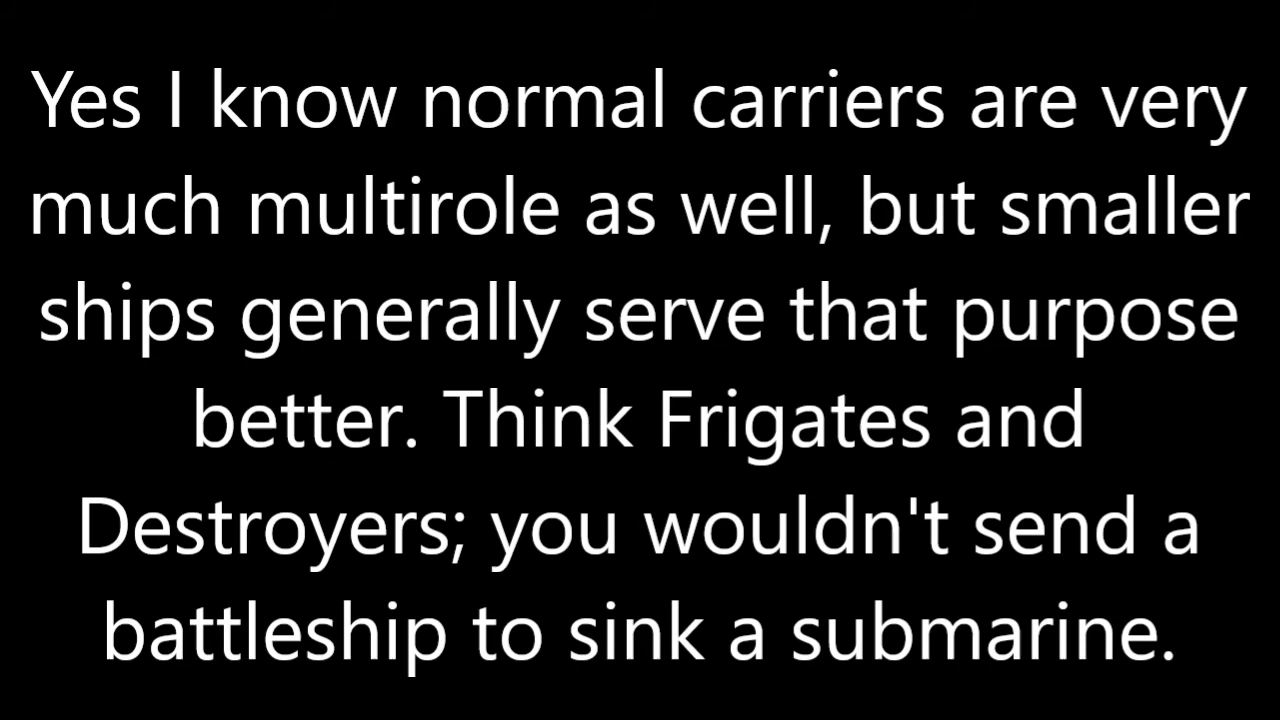 Yes I know normal carriers are very
much multirole as well, but smaller
ships generally serve that purpose
better. Think Frigates and
Destroyers; you wouldn't send a
battleship to sink a submarine.